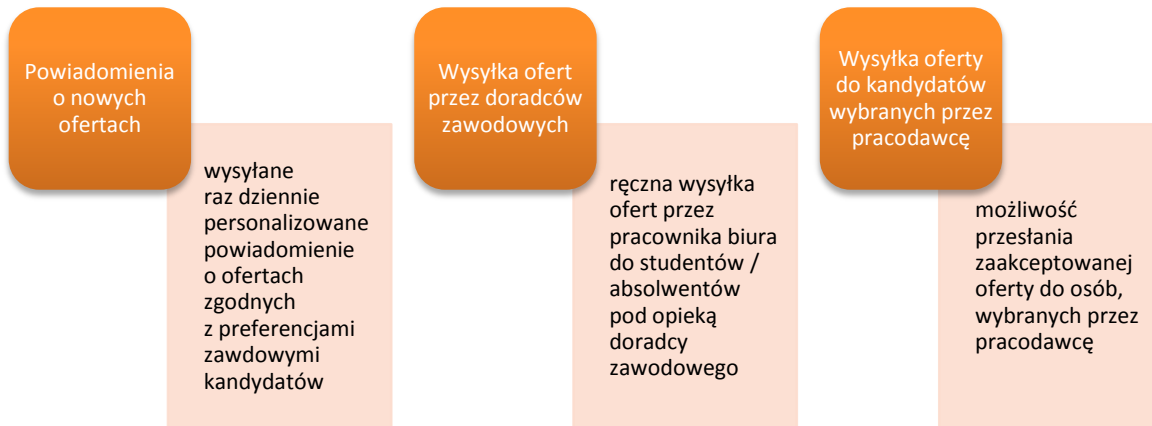 Powiadomienia
o nowych
ofertach
wysyłane
raz dziennie
personalizowane
powiadomienie
o ofertach
zgodnych
z preferencjami
zawdowymi
kandydatów
Wysyłka ofert
przez doradców
zawodowych
ręczna wysyłka
ofert przez
pracownika biura
do studentów /
absolwentów
pod opieką
doradcy
zawodowego
Wysyłka oferty
do kandydatów
wybranych przez
pracodawcę
możliwość
przesłania
zaakceptowanej
oferty do osób,
wybranych przez
pracodawcę